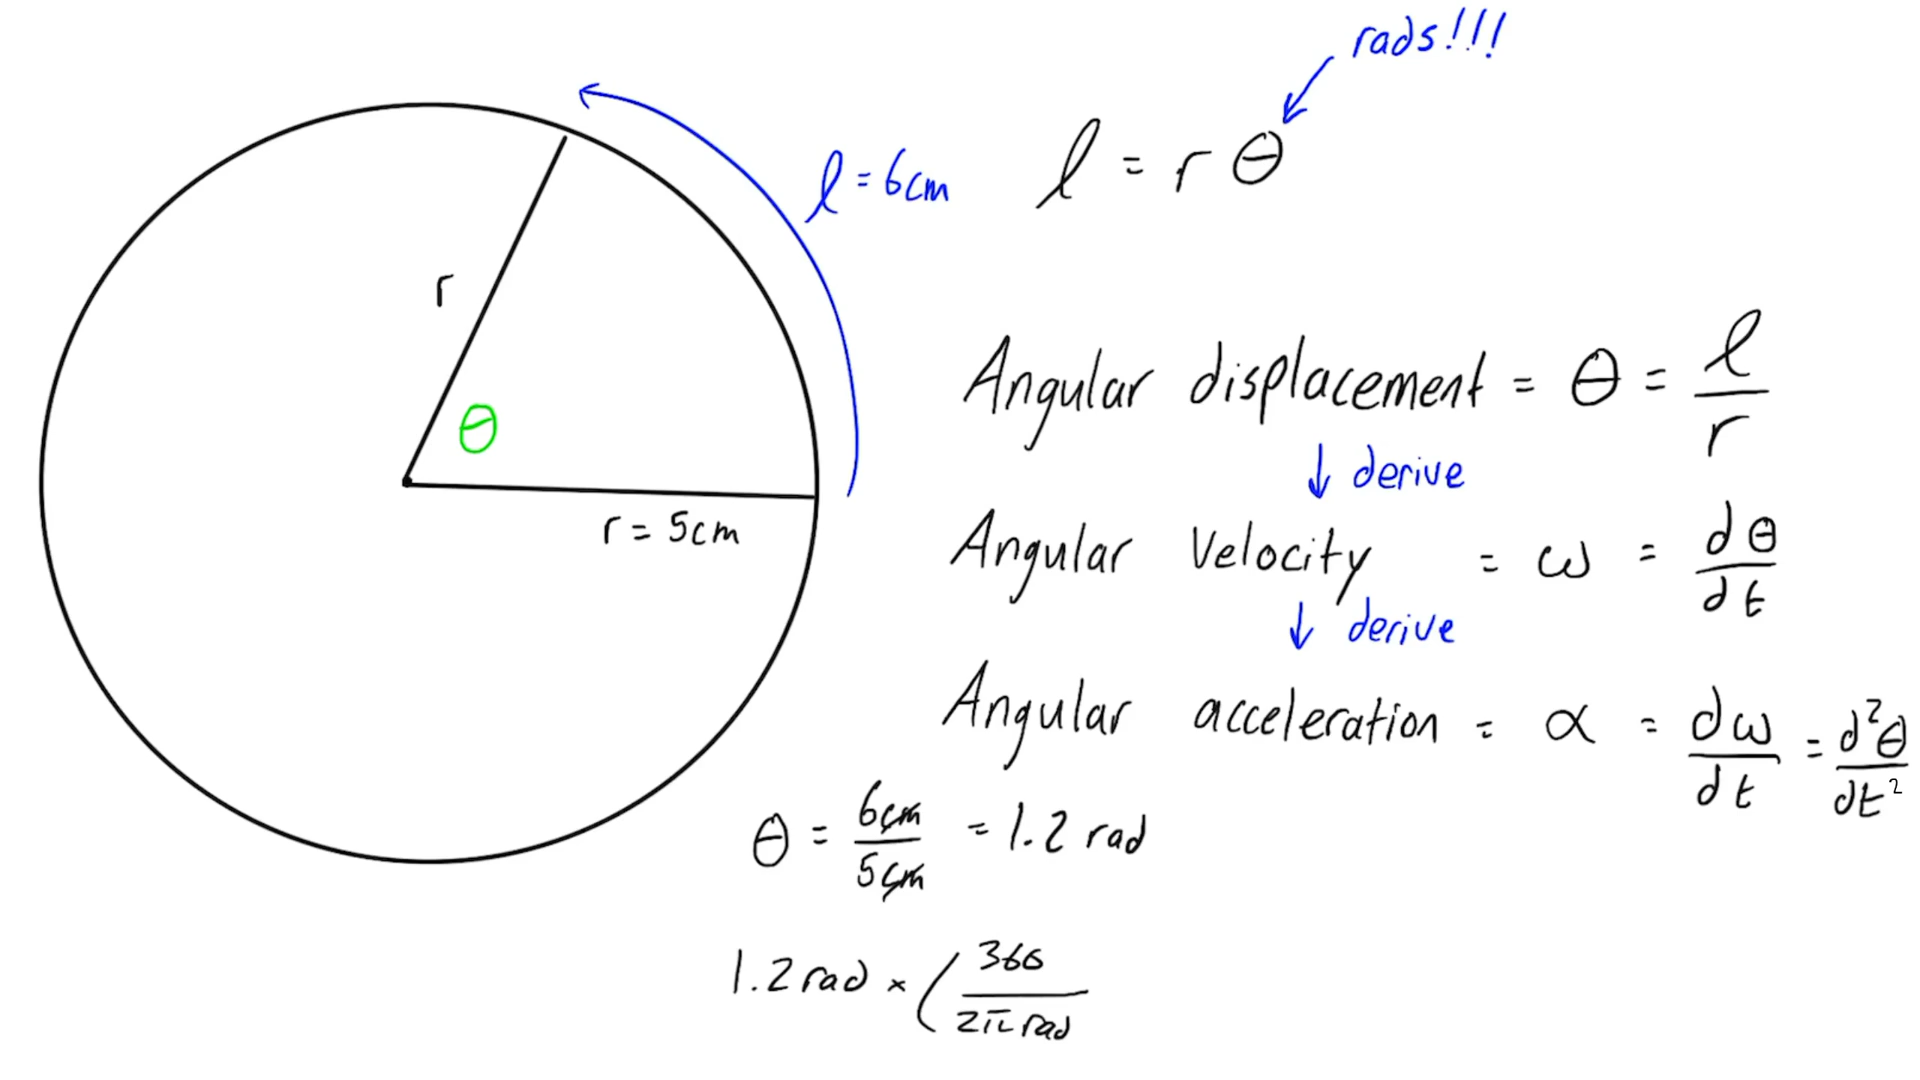 rads!!!
l = 6cm
l = r θ
r
θ
r = 5cm
Angular displacement = θ = l/r
↓ derive
Angular Velocity = ω = dθ/dt
↓ derive
Angular acceleration = α = dω/dt = d²θ/dt²
θ = 6cm/5cm = 1.2 rad
1.2 rad × (360/2π rad